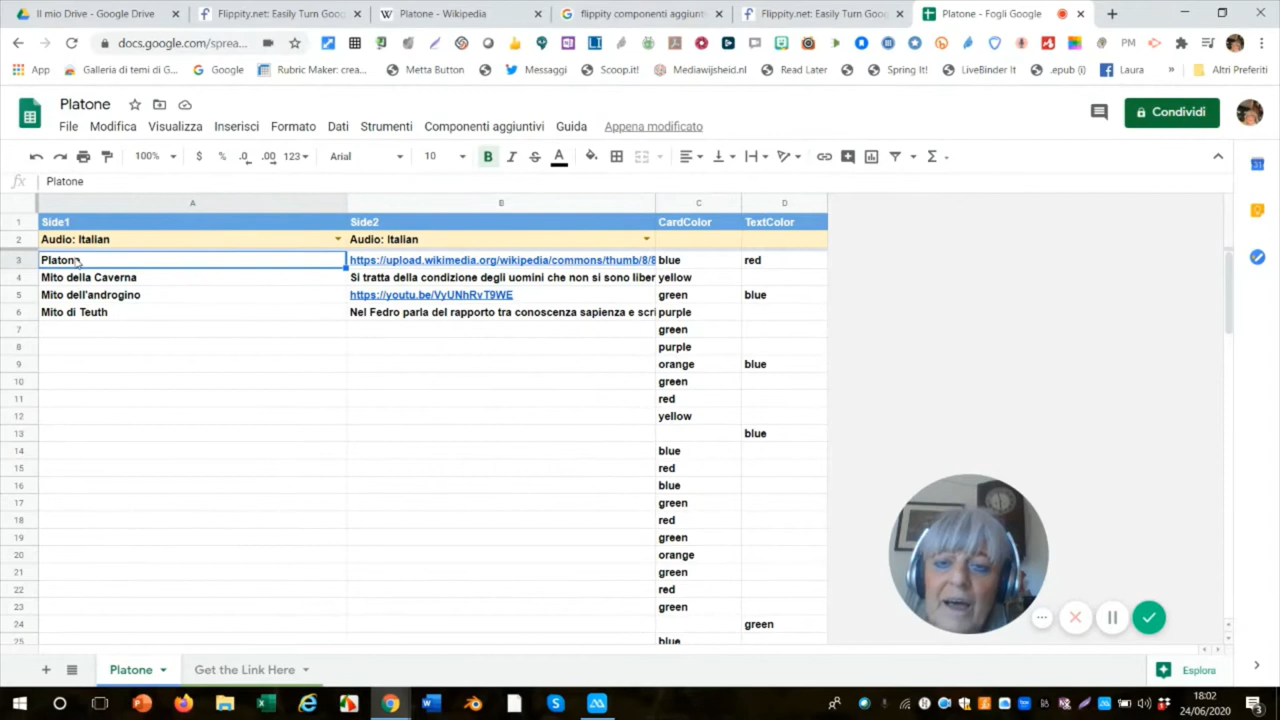 Il mio Drive - Google Drive
Flippity.net: Easily Turn Goo
Platone - Wikipedia
flippity componenti aggiunt
Flippity.net: Easily Turn Goo
Platone - Fogli Google
docs.google.com/sprea...
PM
App
Galleria di temi di G...
Google
Rubric Maker: crea...
Metta Button
Messaggi
Scoop.it!
Mediawijsheid.nl
Read Later
Spring It!
LiveBinder It
.epub (i)
Laura
»
Altri Preferiti
Platone
Condividi
File Modifica Visualizza Inserisci Formato Dati Strumenti Componenti aggiuntivi Guida Appena modificato
100% $ % .0 .00 123 Arial 10 B I S A Σ
fx Platone
A B C D
1 Side1 Side2 CardColor TextColor
2 Audio: Italian Audio: Italian
3 Platone https://upload.wikimedia.org/wikipedia/commons/thumb/8/8 blue red
4 Mito della Caverna Si tratta della condizione degli uomini che non si sono liber yellow
5 Mito dell'androgino https://youtu.be/VyUNhRvT9WE green blue
6 Mito di Teuth Nel Fedro parla del rapporto tra conoscenza sapienza e scri purple
7 green
8 purple
9 orange blue
10 green
11 red
12 yellow
13 blue
14 blue
15 red
16 blue
17 green
18 red
19 green
20 orange
21 green
22 red
23 green
24 green
25 blue
Platone
Get the Link Here
Esplora
18:02
24/06/2020